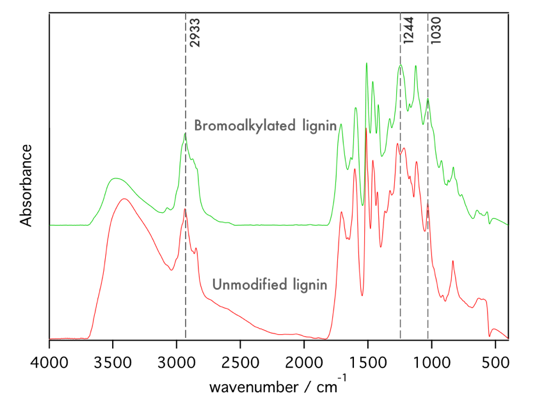 2933
1244
1030
Bromoalkylated lignin
Absorbance
Unmodified lignin
4000 3500 3000 2500 2000 1500 1000 500
wavenumber / cm⁻¹